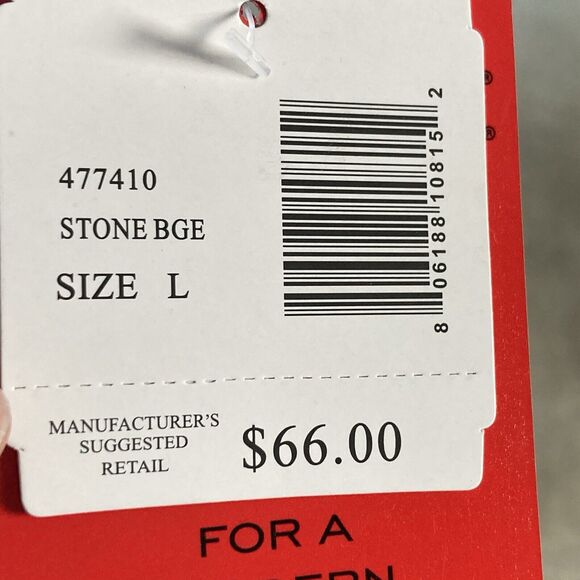 477410
STONE BGE
SIZE L
8 06188 10815 2
MANUFACTURER'S
SUGGESTED
RETAIL
$66.00
®
®
FOR A